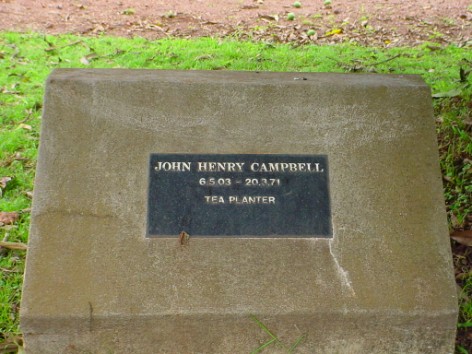 JOHN HENRY CAMPBELL
6.5.03 – 20.3.71
TEA PLANTER